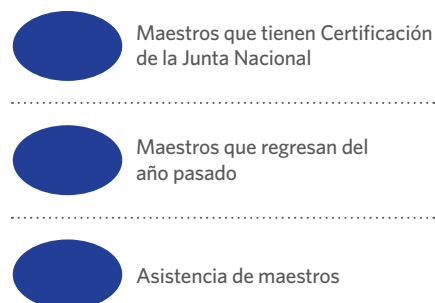 Maestros que tienen Certificación
de la Junta Nacional
Maestros que regresan del
año pasado
Asistencia de maestros